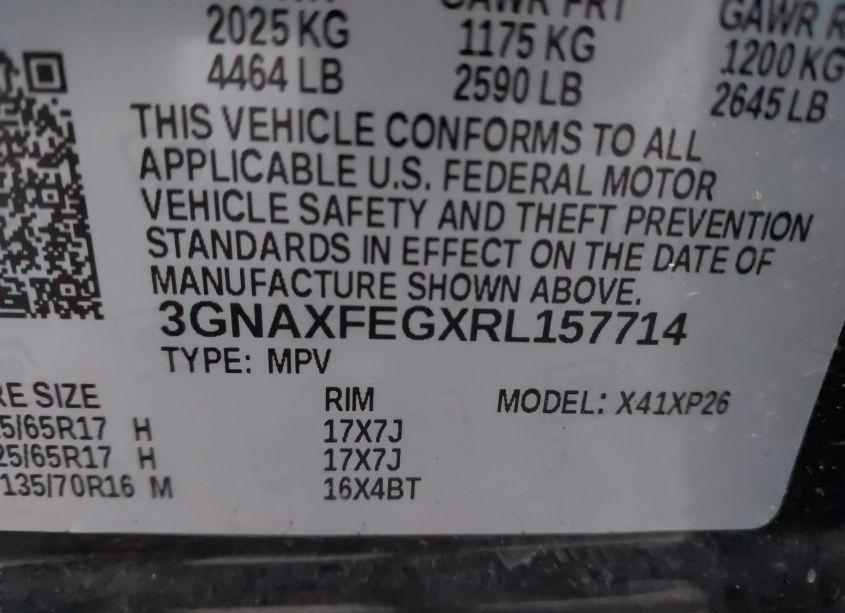 2025 KG 1175 KG 1200 KG
4464 LB 2590 LB 2645 LB
THIS VEHICLE CONFORMS TO ALL
APPLICABLE U.S. FEDERAL MOTOR
VEHICLE SAFETY AND THEFT PREVENTION
STANDARDS IN EFFECT ON THE DATE OF
MANUFACTURE SHOWN ABOVE.
3GNAXFEGXRL157714
TYPE: MPV
RE SIZE RIM MODEL: X41XP26
5/65R17 H 17X7J
25/65R17 H 17X7J
135/70R16 M 16X4BT